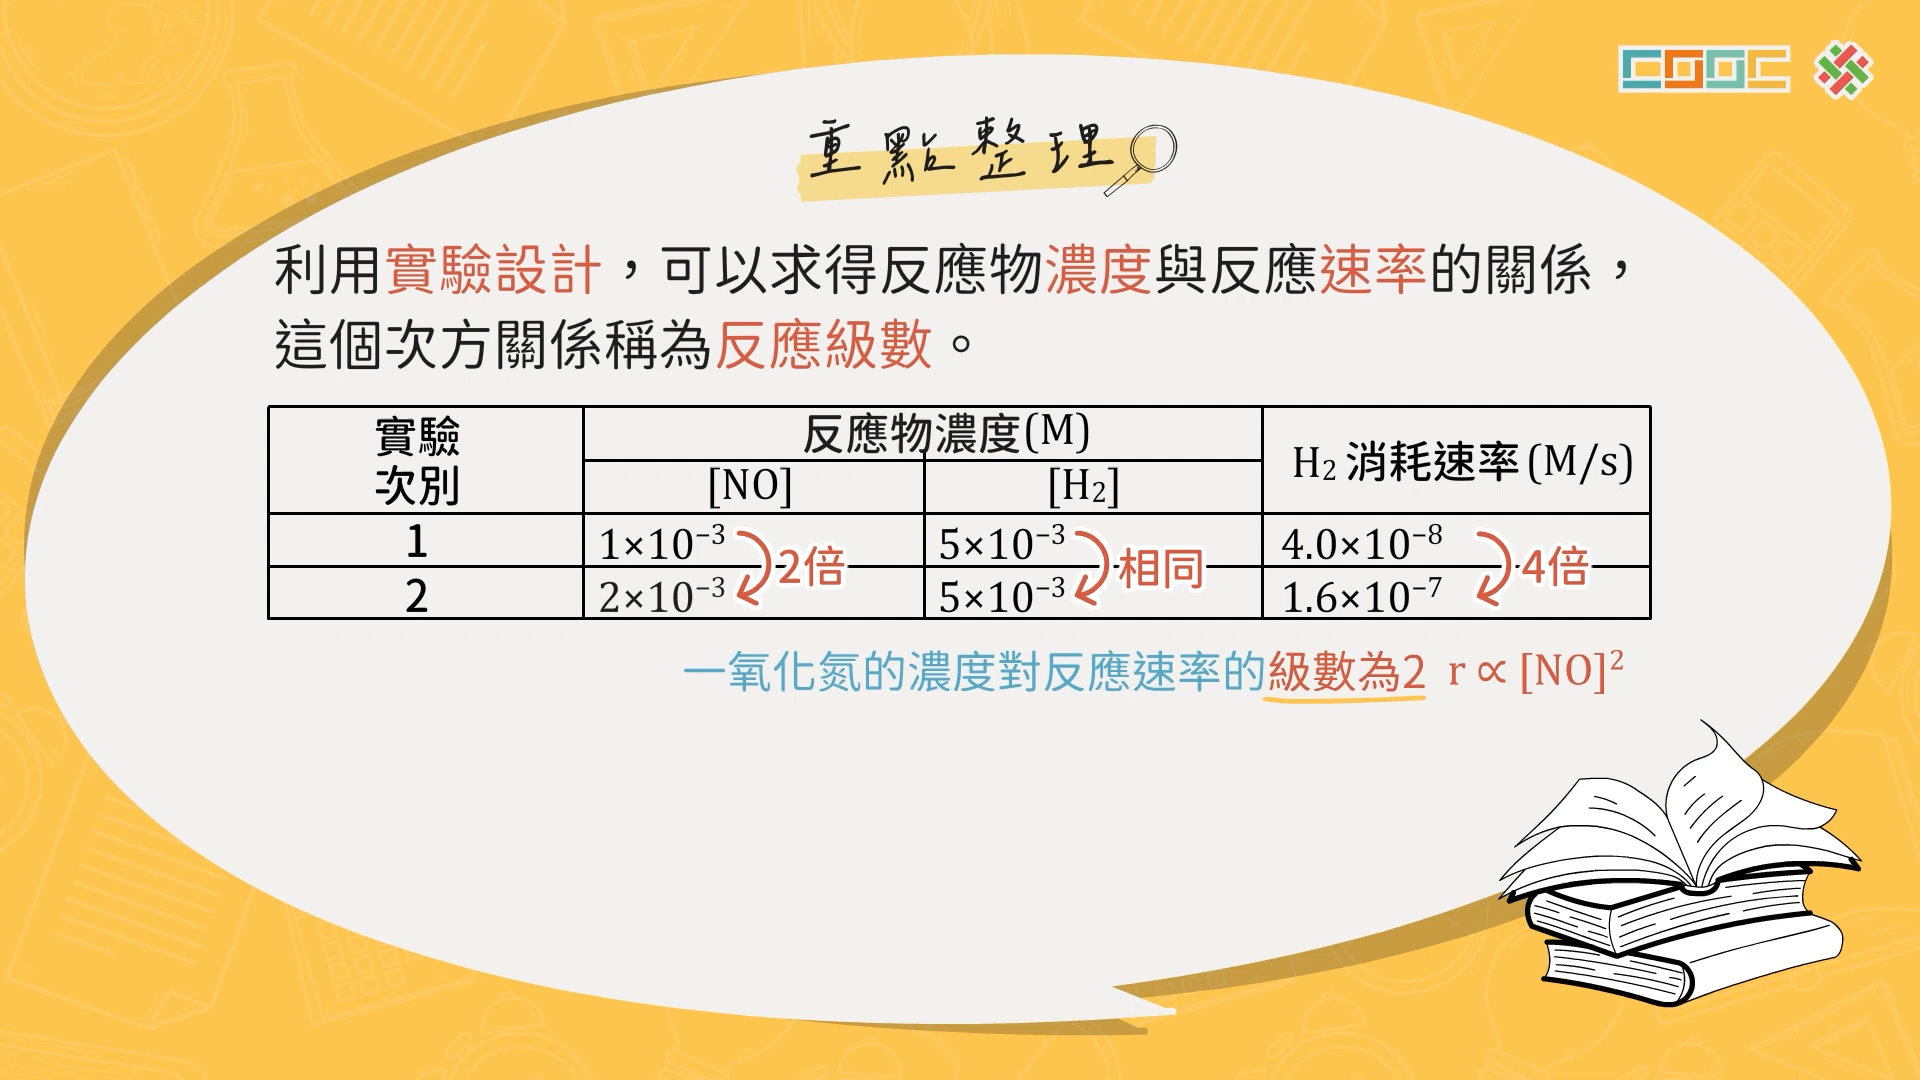 COOC
重點整理
利用實驗設計，可以求得反應物濃度與反應速率的關係，
這個次方關係稱為反應級數。
實驗次別 反應物濃度(M) H₂ 消耗速率(M/s)
[NO] [H₂]
1 1×10⁻³ 5×10⁻³ 4.0×10⁻⁸
2倍 相同 4倍
2 2×10⁻³ 5×10⁻³ 1.6×10⁻⁷
一氧化氮的濃度對反應速率的級數為2 r ∝ [NO]²